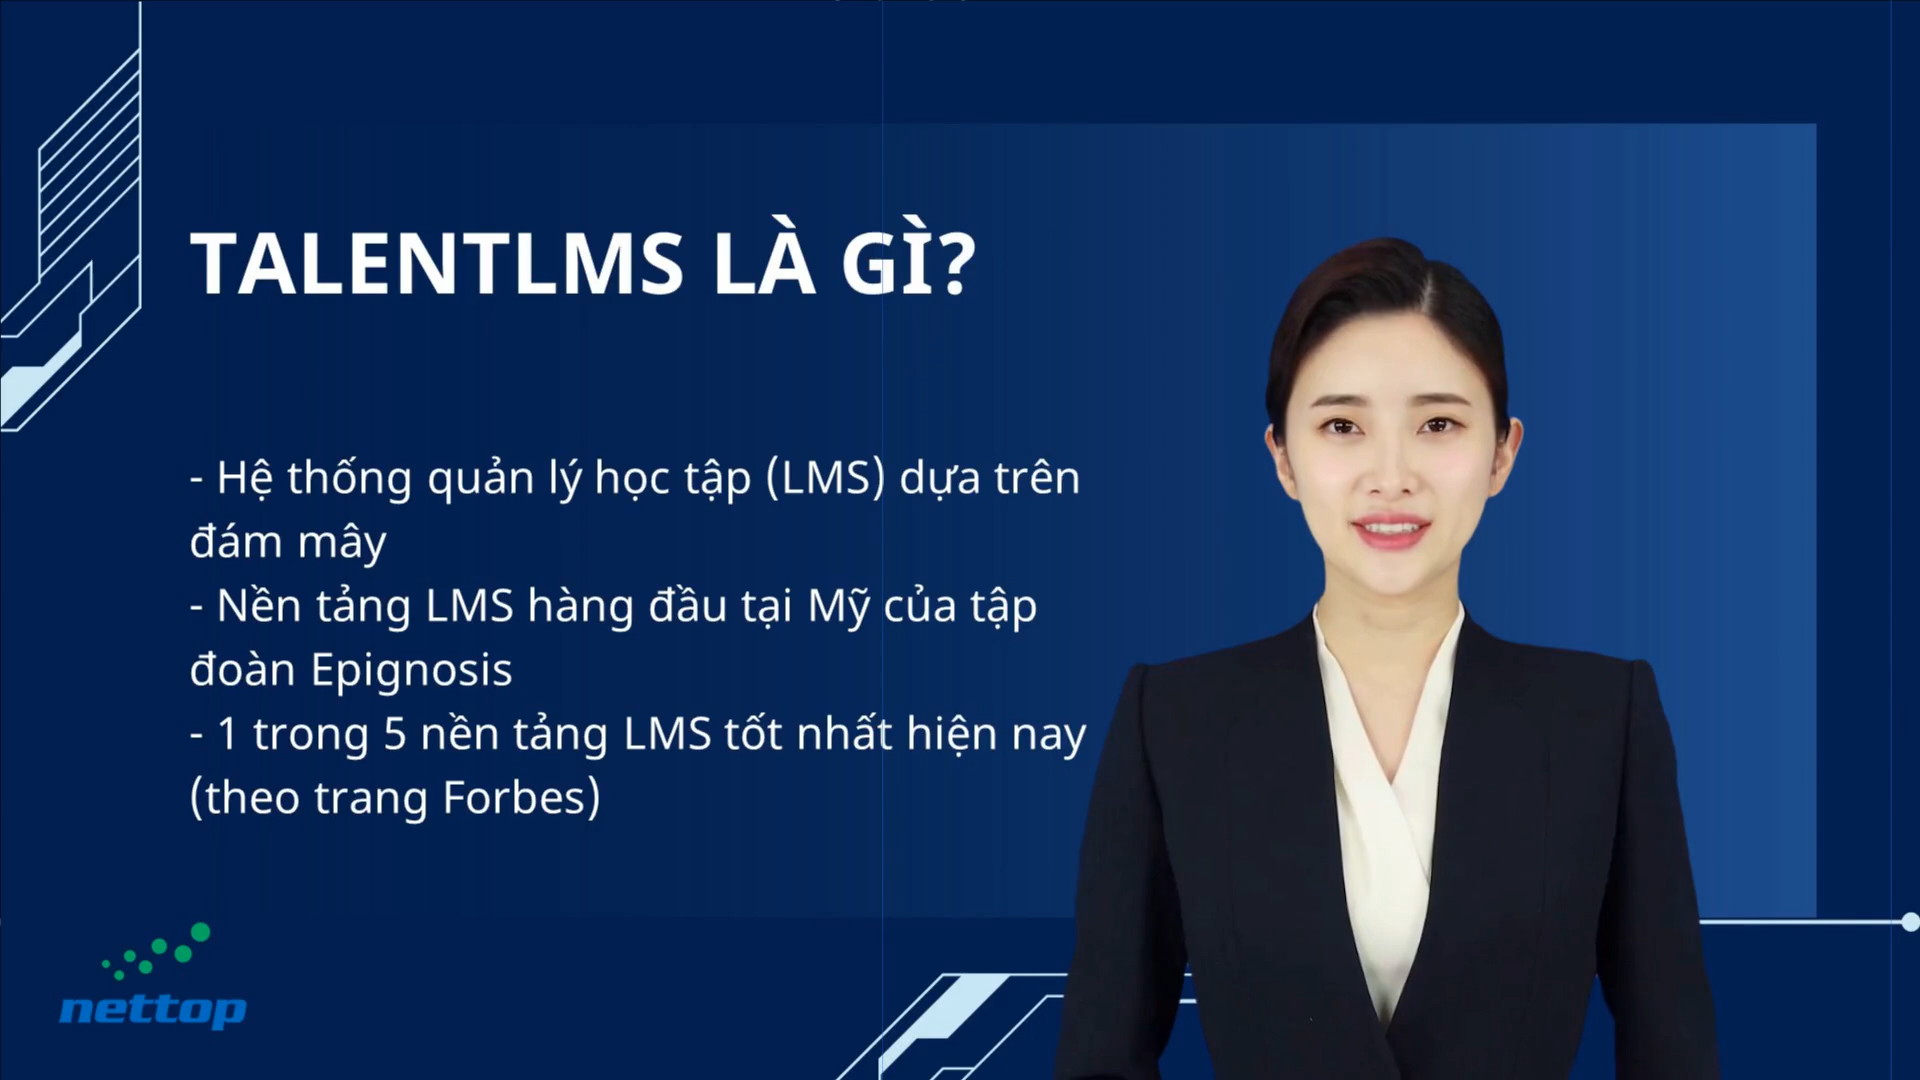 TALENTLMS LÀ GÌ?
- Hệ thống quản lý học tập (LMS) dựa trên
đám mây
- Nền tảng LMS hàng đầu tại Mỹ của tập
đoàn Epignosis
- 1 trong 5 nền tảng LMS tốt nhất hiện nay
(theo trang Forbes)
nettop